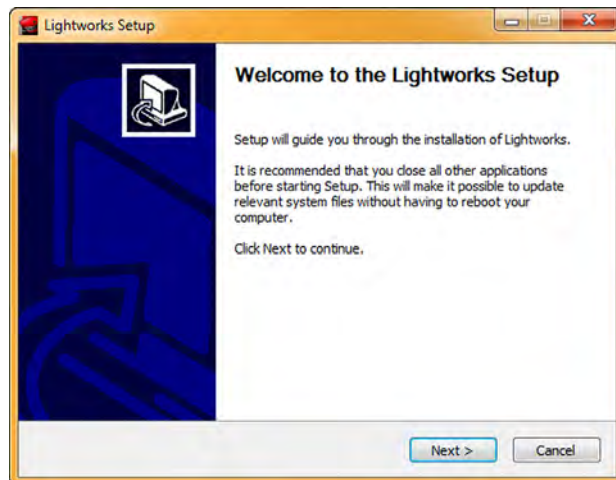 Lightworks Setup
Welcome to the Lightworks Setup
Setup will guide you through the installation of Lightworks.
It is recommended that you close all other applications
before starting Setup. This will make it possible to update
relevant system files without having to reboot your
computer.
Click Next to continue.
Next >
Cancel